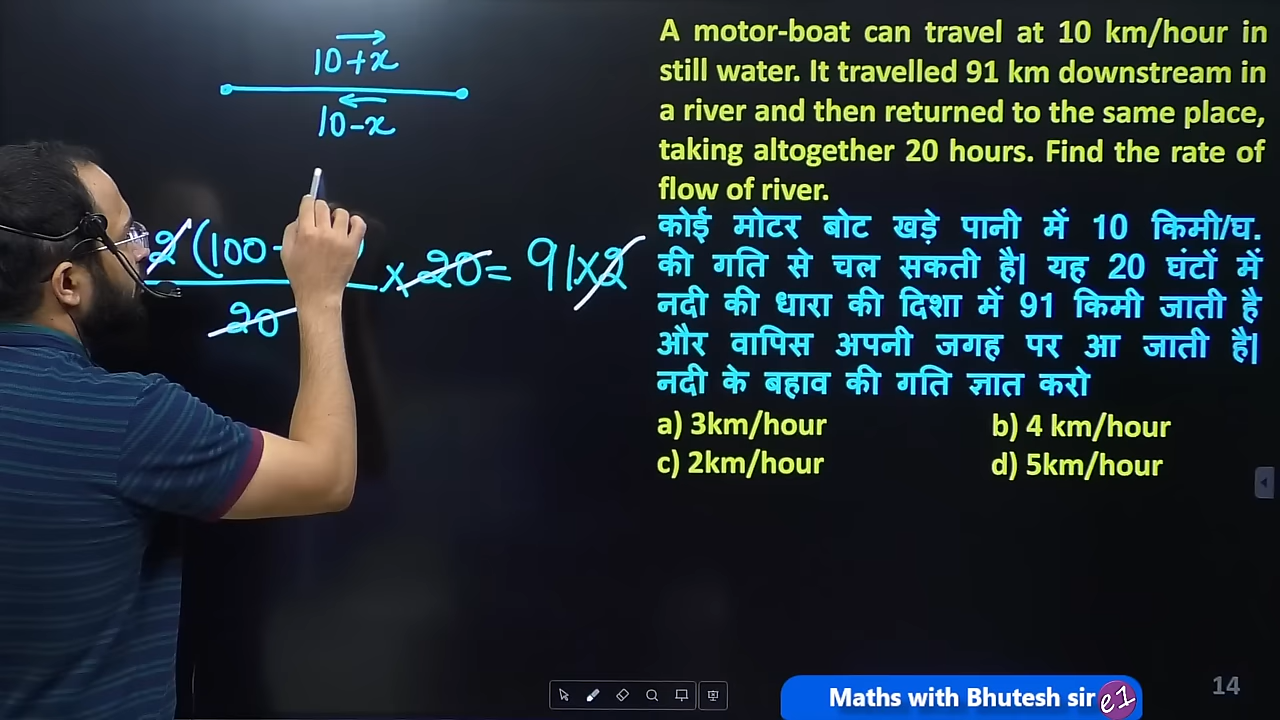 10+x
10-x
2(100-
× 20 = 91×2
20
A motor-boat can travel at 10 km/hour in
still water. It travelled 91 km downstream in
a river and then returned to the same place,
taking altogether 20 hours. Find the rate of
flow of river.
कोई मोटर बोट खड़े पानी में 10 किमी/घ.
की गति से चल सकती है| यह 20 घंटों में
नदी की धारा की दिशा में 91 किमी जाती है
और वापिस अपनी जगह पर आ जाती है|
नदी के बहाव की गति ज्ञात करो
a) 3km/hour b) 4 km/hour
c) 2km/hour d) 5km/hour
14
Maths with Bhutesh sir e1